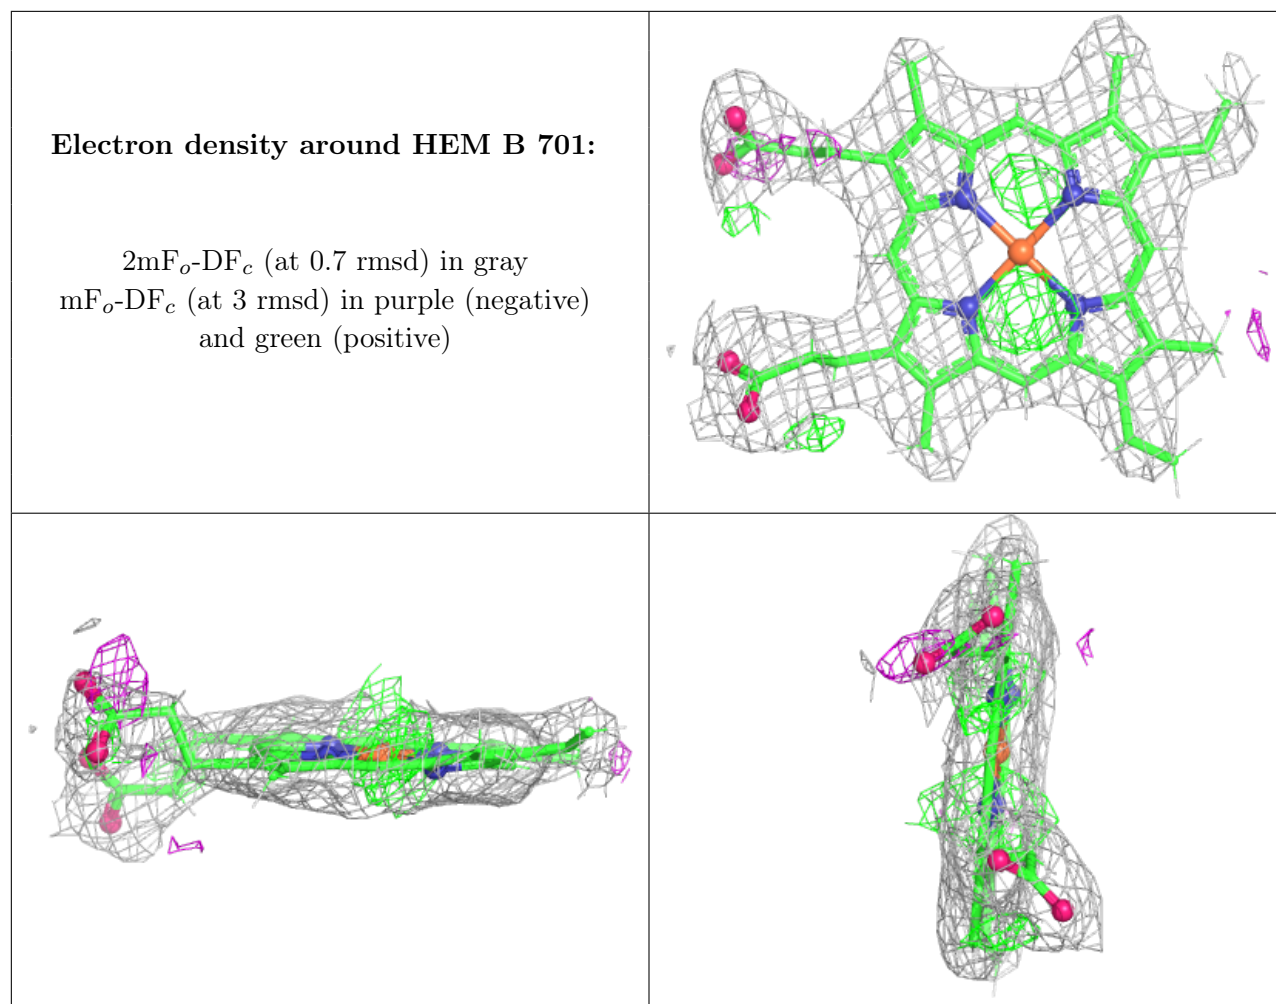 Electron density around HEM B 701:
2mFo-DFc (at 0.7 rmsd) in gray
mFo-DFc (at 3 rmsd) in purple (negative)
and green (positive)